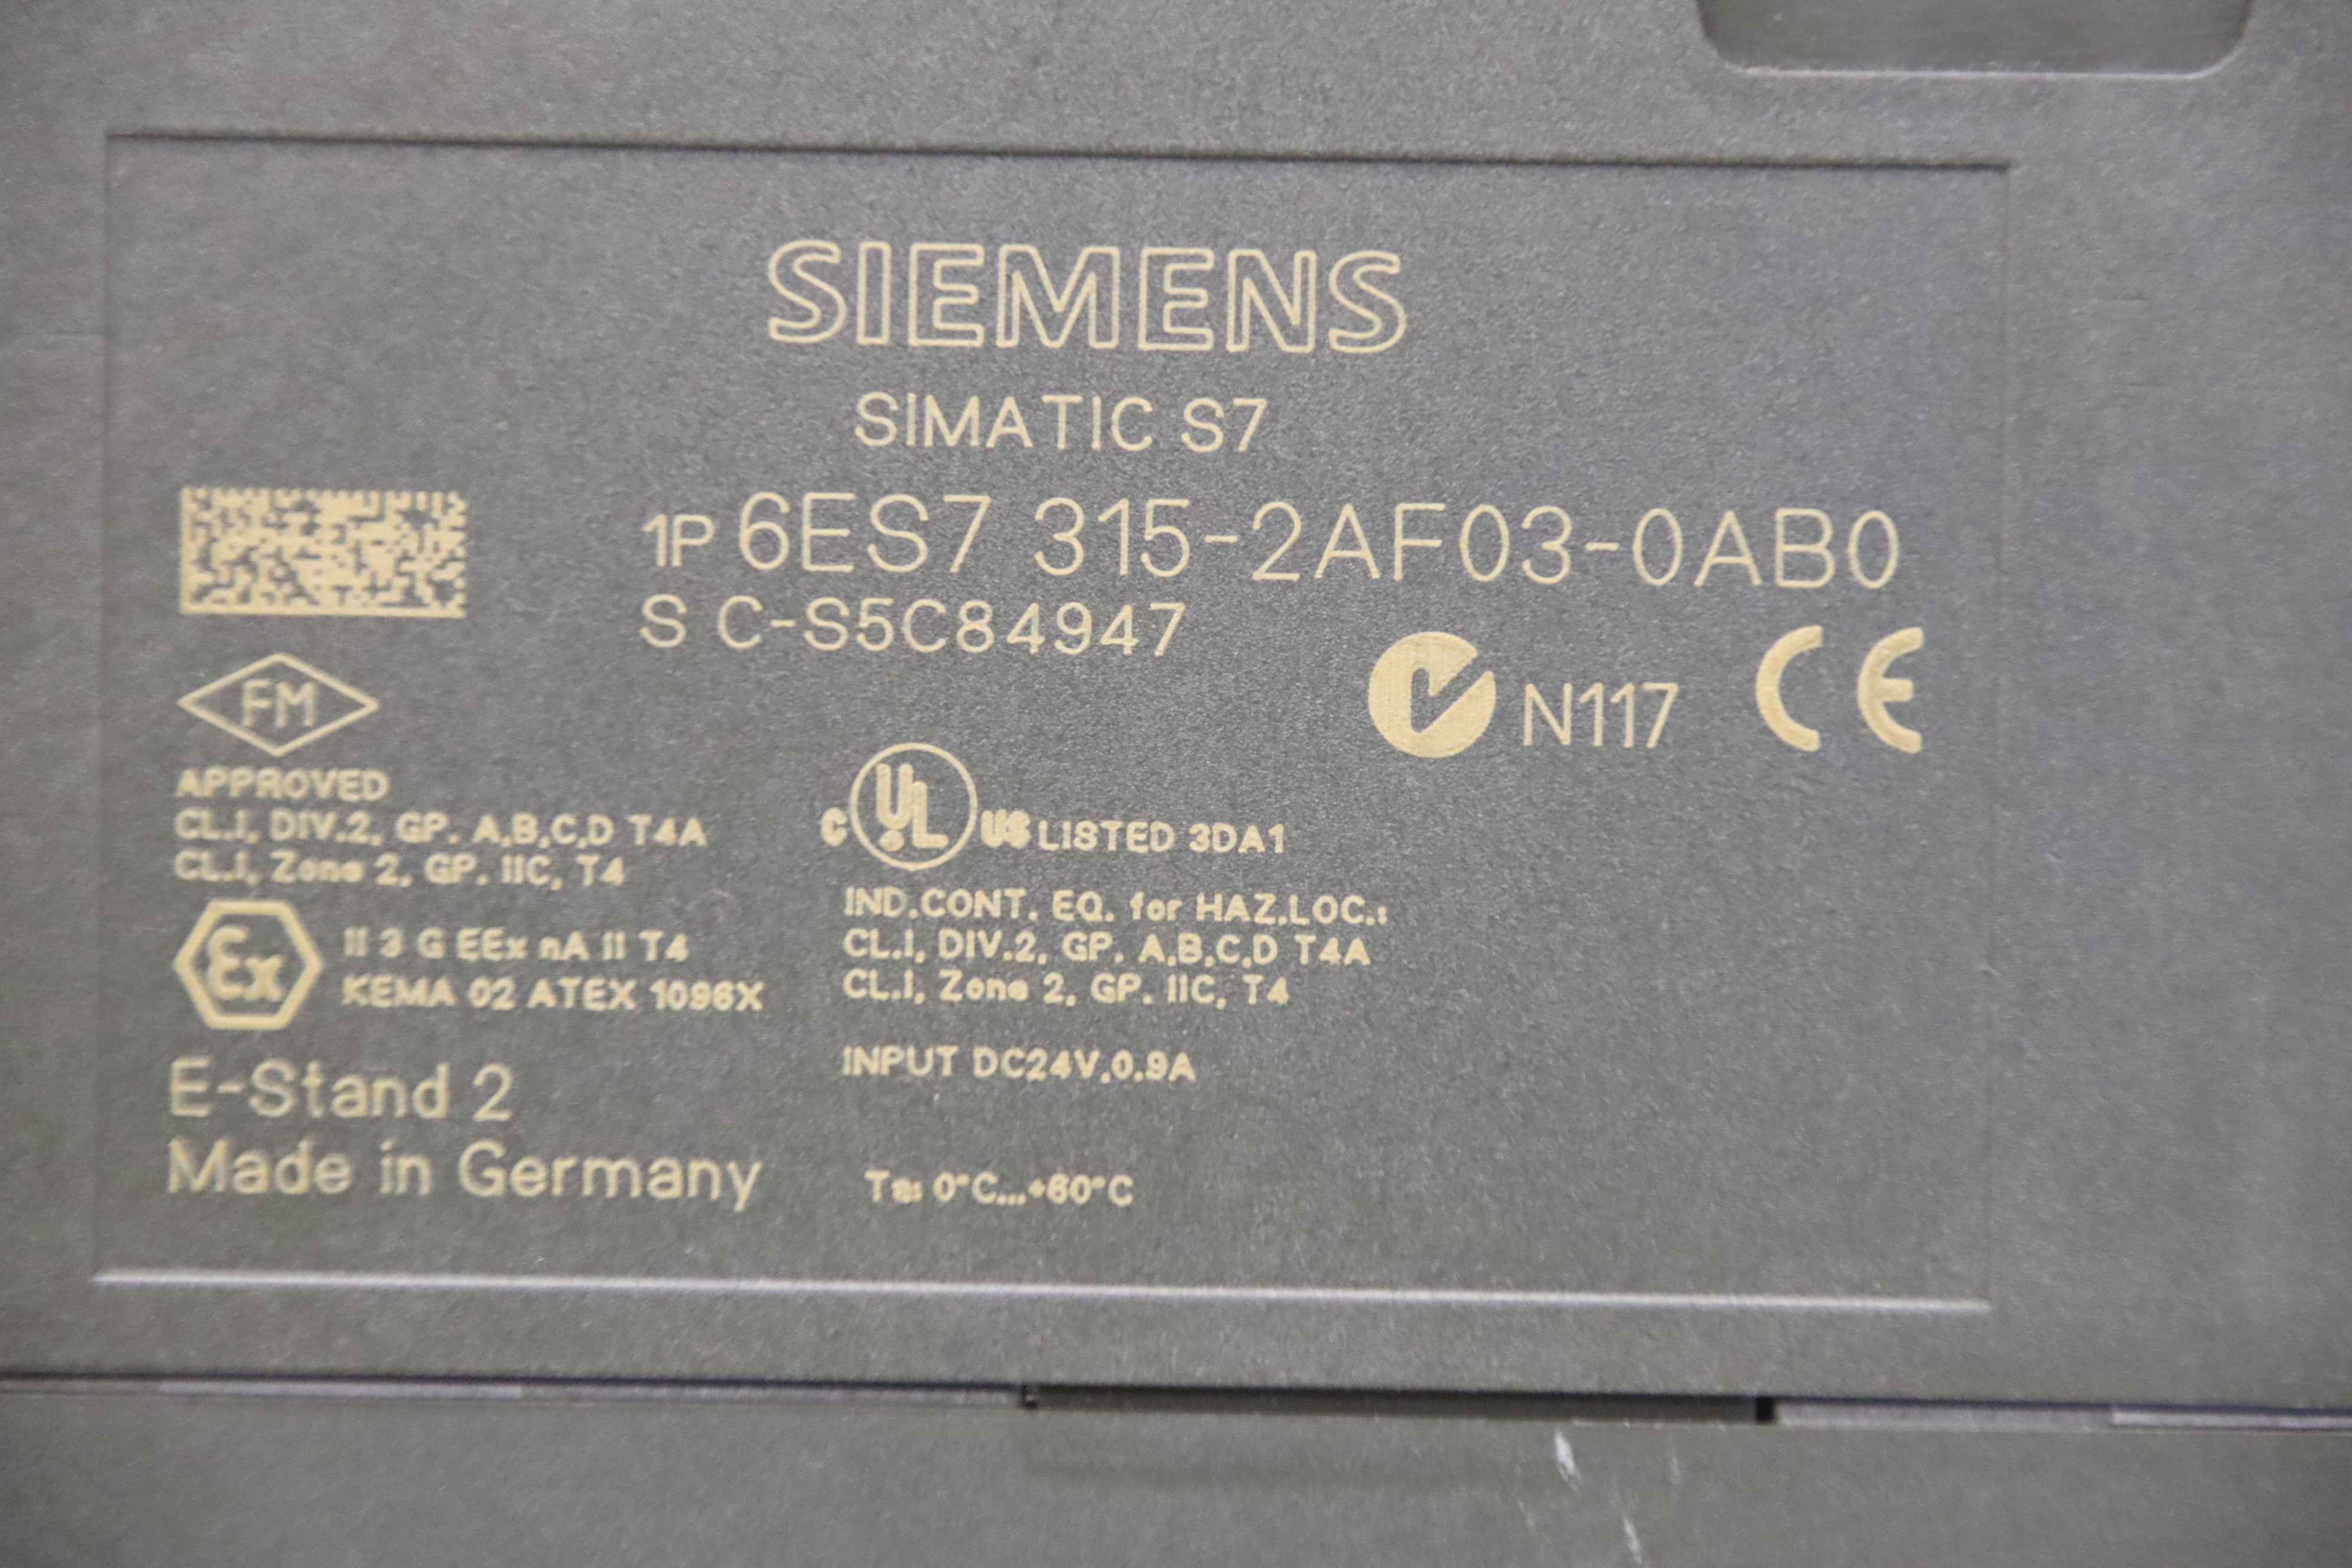 SIEMENS
SIMATIC S7
1P 6ES7 315-2AF03-0AB0
S C-S5C84947
N117 CE
FM
APPROVED
CL.I, DIV.2, GP. A,B,C,D T4A
CL.I, Zone 2, GP. IIC, T4
C UL US LISTED 3DA1
IND.CONT. EQ. for HAZ.LOC.:
CL.I, DIV.2, GP. A,B,C,D T4A
CL.I, Zone 2, GP. IIC, T4
Ex II 3 G EEx nA II T4
KEMA 02 ATEX 1096X
INPUT DC24V,0.9A
E-Stand 2
Made in Germany
Ta: 0°C...+60°C